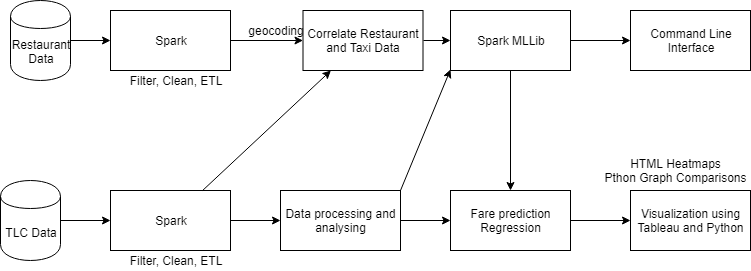 Restaurant
Data
Spark
Filter, Clean, ETL
geocoding
Correlate Restaurant
and Taxi Data
Spark MLLib
Command Line
Interface
TLC Data
Spark
Filter, Clean, ETL
Data processing and
analysing
Fare prediction
Regression
HTML Heatmaps
Pthon Graph Comparisons
Visualization using
Tableau and Python